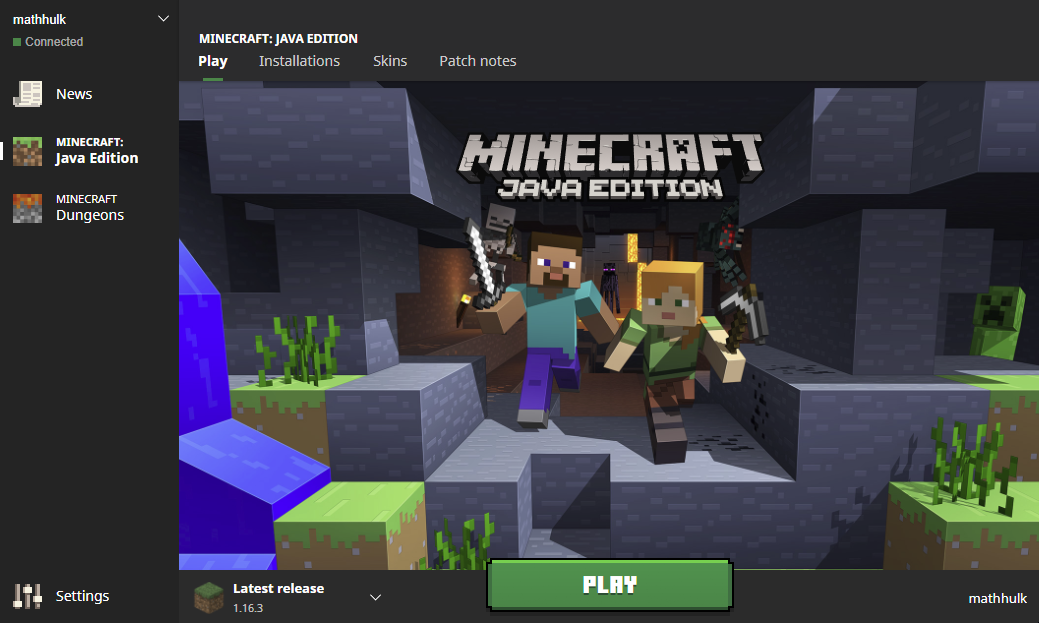 mathhulk
Connected
News
MINECRAFT:
Java Edition
MINECRAFT
Dungeons
Settings
MINECRAFT: JAVA EDITION
Play
Installations
Skins
Patch notes
MINECRAFT
JAVA EDITION
Latest release
1.16.3
PLAY
mathhulk